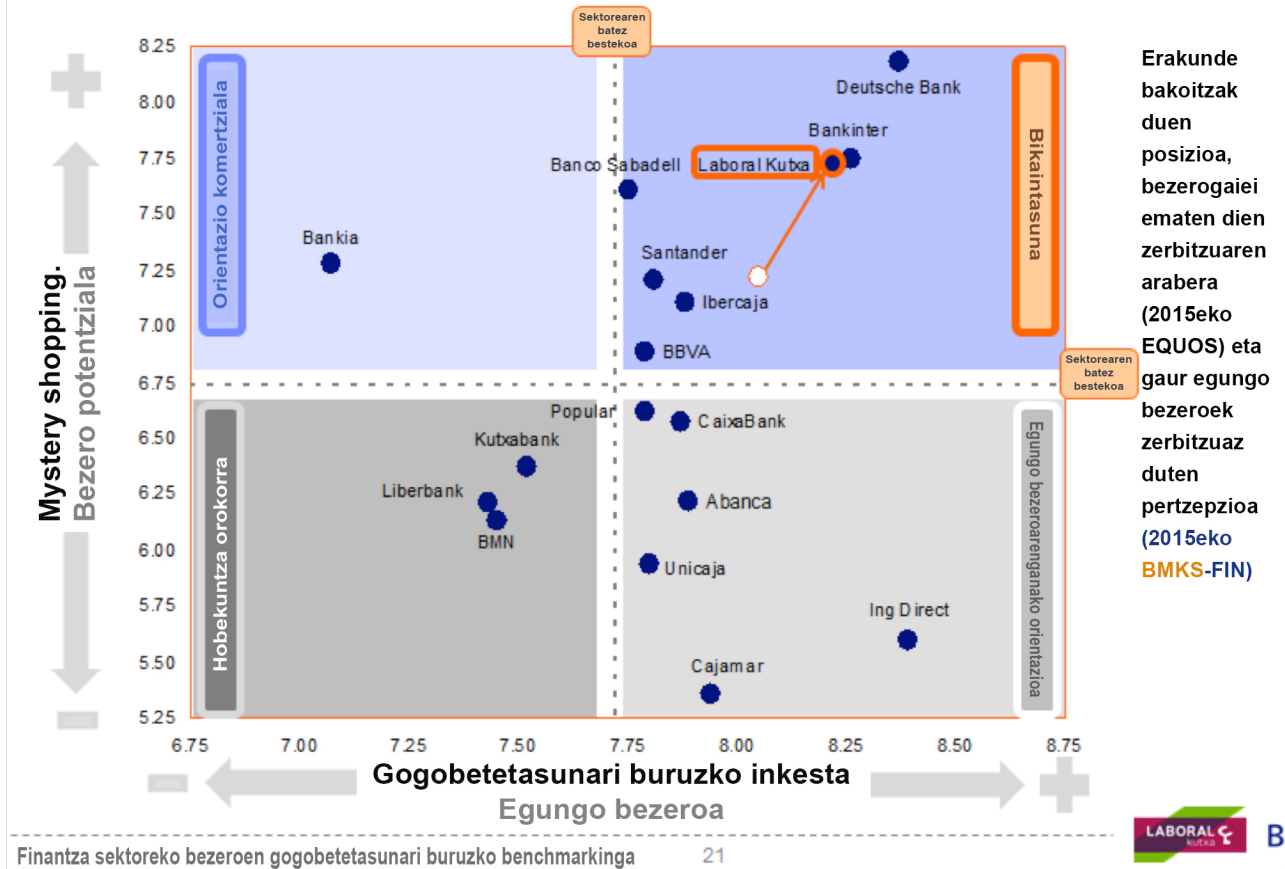 Sektorearen
batez
bestekoa
8.25
8.00
7.75
7.50
7.25
7.00
6.75
6.50
6.25
6.00
5.75
5.50
5.25
Mystery shopping.
Bezero potentziala
Orientazio komertziala
Bikaintasuna
Hobekuntza orokorra
Egungo bezeroarenganako orientazioa
Deutsche Bank
Bankinter
Banco Sabadell
Laboral Kutxa
Bankia
Santander
Ibercaja
BBVA
Popular
CaixaBank
Kutxabank
Liberbank
BMN
Abanca
Unicaja
Ing Direct
Cajamar
Sektorearen
batez
bestekoa
6.75 7.00 7.25 7.50 7.75 8.00 8.25 8.50 8.75
Gogobetetasunari buruzko inkesta
Egungo bezeroa
Erakunde
bakoitzak
duen
posizioa,
bezerogaiei
ematen dien
zerbitzuaren
arabera
(2015eko
EQUOS) eta
gaur egungo
bezeroek
zerbitzuaz
duten
pertzepzioa
(2015eko
BMKS-FIN)
Finantza sektoreko bezeroen gogobetetasunari buruzko benchmarkinga
21
LABORAL
kutxa
B